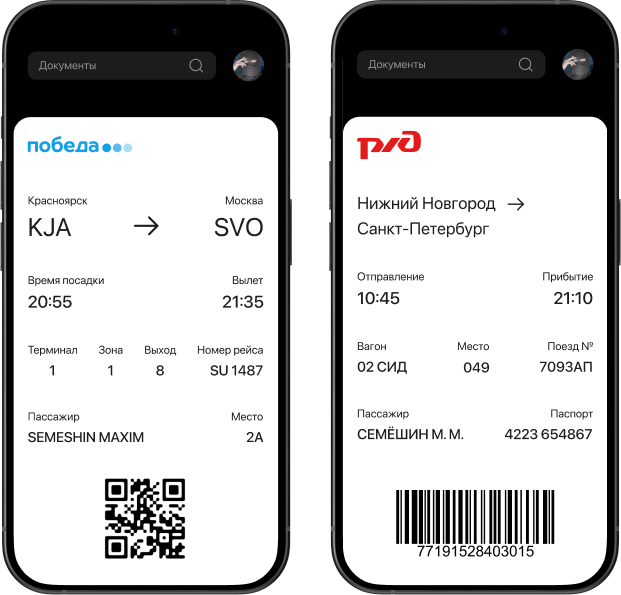 Документы
победа
Красноярск Москва
KJA → SVO
Время посадки Вылет
20:55 21:35
Терминал Зона Выход Номер рейса
1 1 8 SU 1487
Пассажир Место
SEMESHIN MAXIM 2A
Документы
ржд
Нижний Новгород →
Санкт-Петербург
Отправление Прибытие
10:45 21:10
Вагон Место Поезд №
02 СИД 049 7093АП
Пассажир Паспорт
СЕМЁШИН М. М. 4223 654867
77191528403015